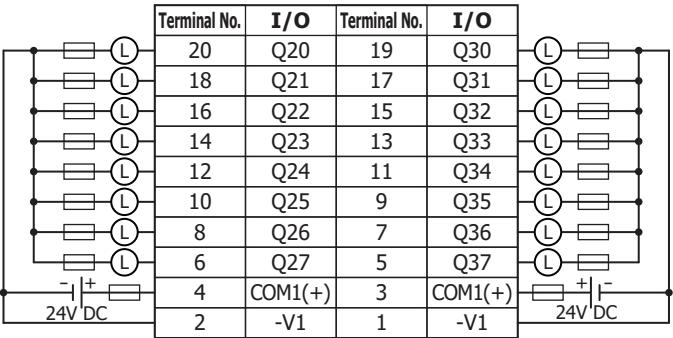 Terminal No. I/O Terminal No. I/O
L 20 Q20 19 Q30 L
L 18 Q21 17 Q31 L
L 16 Q22 15 Q32 L
L 14 Q23 13 Q33 L
L 12 Q24 11 Q34 L
L 10 Q25 9 Q35 L
L 8 Q26 7 Q36 L
L 6 Q27 5 Q37 L
- + 4 COM1(+) 3 COM1(+) + -
24V DC 2 -V1 1 -V1 24V DC